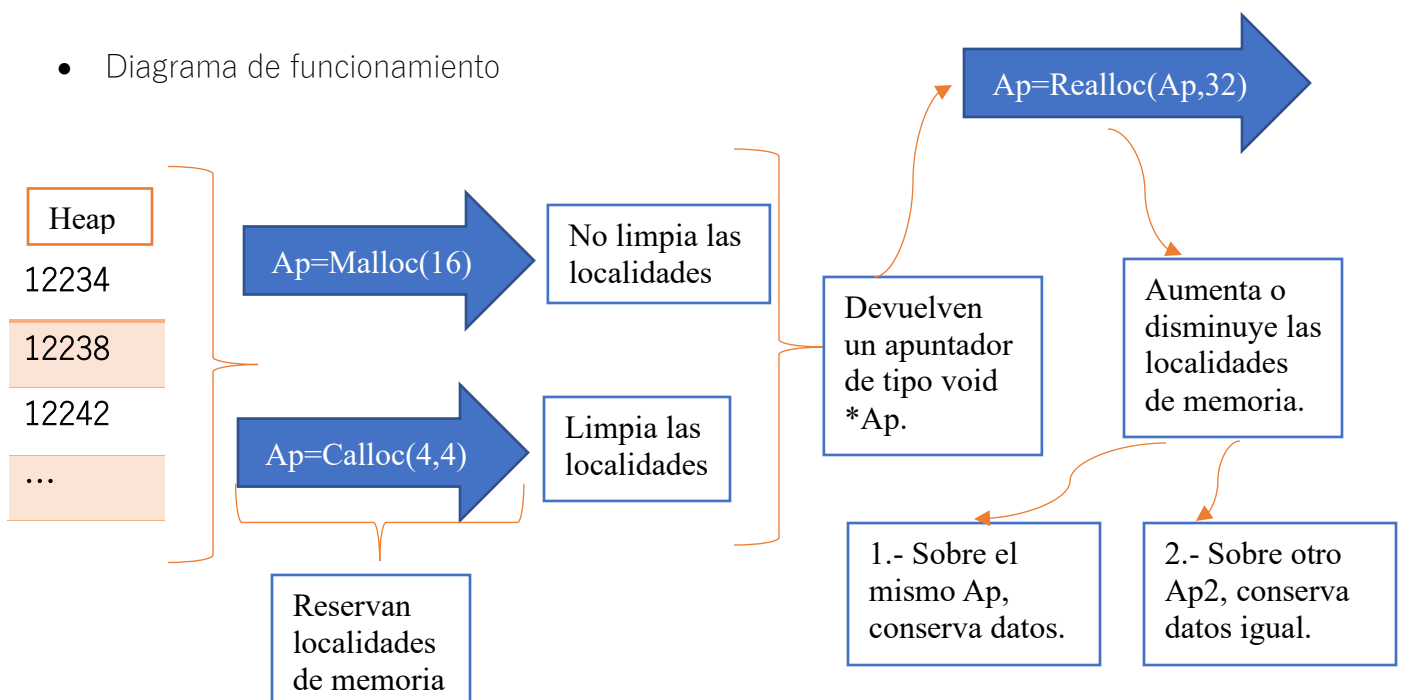 • Diagrama de funcionamiento
Heap
12234
12238
12242
...
Ap=Malloc(16)
No limpia las
localidades
Ap=Calloc(4,4)
Limpia las
localidades
Reservan
localidades
de memoria
Devuelven
un apuntador
de tipo void
*Ap.
Ap=Realloc(Ap,32)
Aumenta o
disminuye las
localidades
de memoria.
1.- Sobre el
mismo Ap,
conserva datos.
2.- Sobre otro
Ap2, conserva
datos igual.